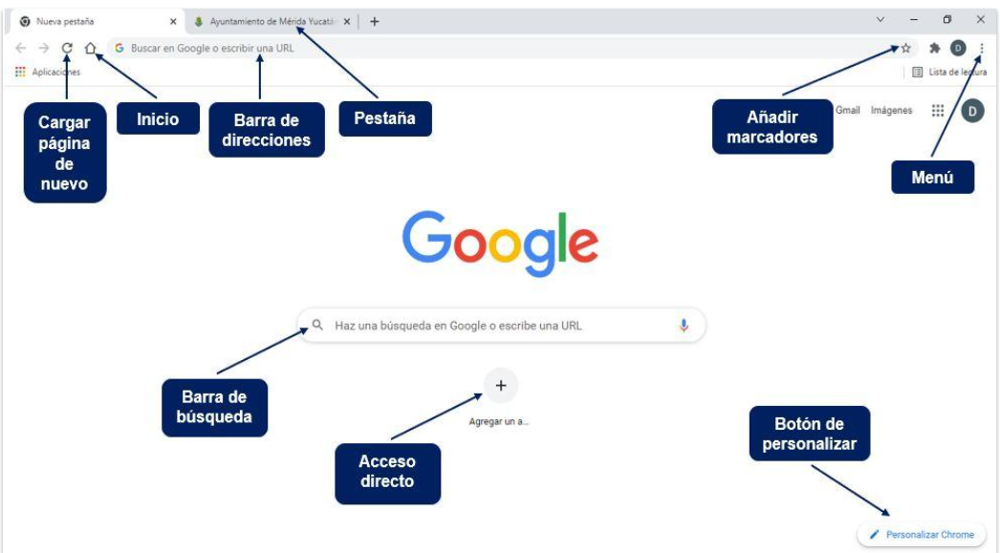 Nueva pestaña
Ayuntamiento de Mérida Yucatá
Buscar en Google o escribir una URL
Aplicaciones
Lista de lectura
Gmail Imágenes
D
D
Cargar
página
de
nuevo
Inicio
Barra de
direcciones
Pestaña
Añadir
marcadores
Menú
Google
Haz una búsqueda en Google o escribe una URL
Barra de
búsqueda
Agregar un a...
Acceso
directo
Botón de
personalizar
Personalizar Chrome